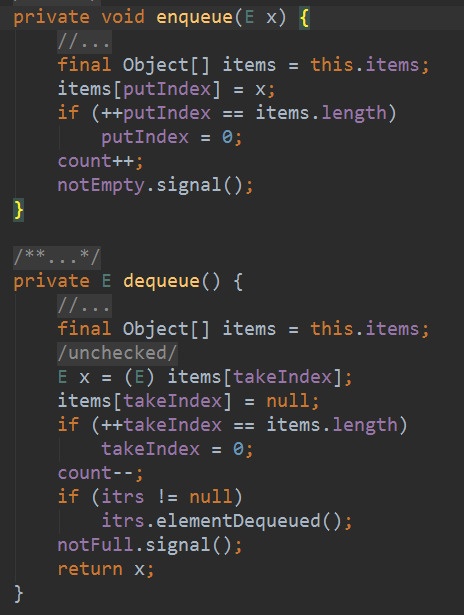 private void enqueue(E x) {
    //...
    final Object[] items = this.items;
    items[putIndex] = x;
    if (++putIndex == items.length)
        putIndex = 0;
    count++;
    notEmpty.signal();
}
/**...*/
private E dequeue() {
    //...
    final Object[] items = this.items;
    /unchecked/
    E x = (E) items[takeIndex];
    items[takeIndex] = null;
    if (++takeIndex == items.length)
        takeIndex = 0;
    count--;
    if (itrs != null)
        itrs.elementDequeued();
    notFull.signal();
    return x;
}